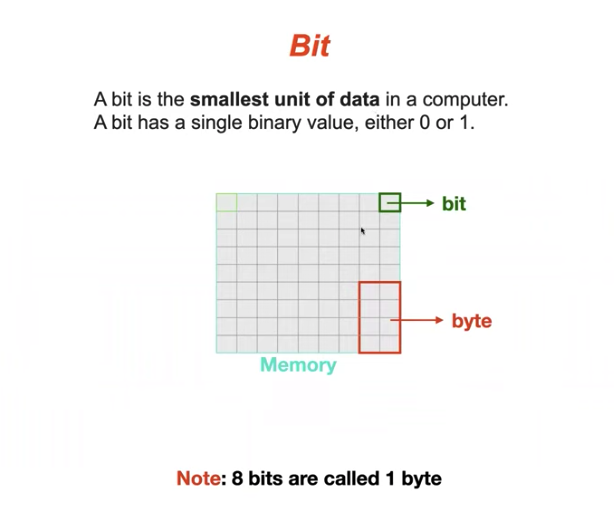 Bit
A bit is the smallest unit of data in a computer.
A bit has a single binary value, either 0 or 1.
bit
byte
Memory
Note: 8 bits are called 1 byte